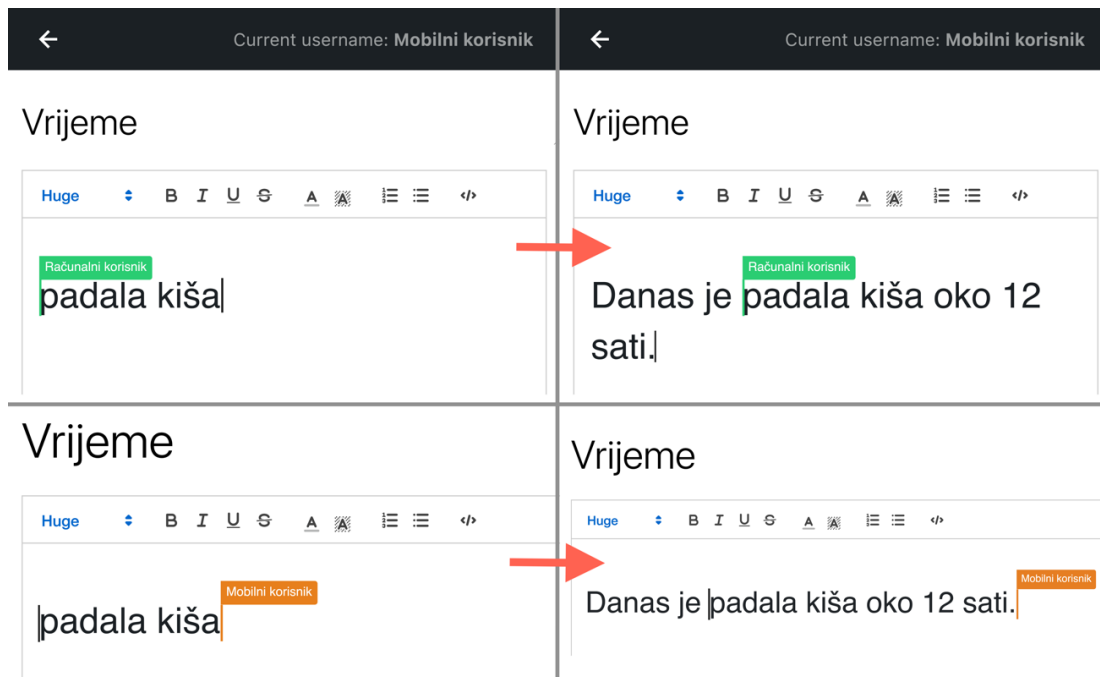 Current username: Mobilni korisnik
Vrijeme
Huge B I U S A A </>
Računalni korisnik
padala kiša
Current username: Mobilni korisnik
Vrijeme
Huge B I U S A A </>
Računalni korisnik
Danas je padala kiša oko 12
sati.
Vrijeme
Huge B I U S A A </>
Mobilni korisnik
padala kiša
Vrijeme
Huge B I U S A A </>
Mobilni korisnik
Danas je padala kiša oko 12 sati.